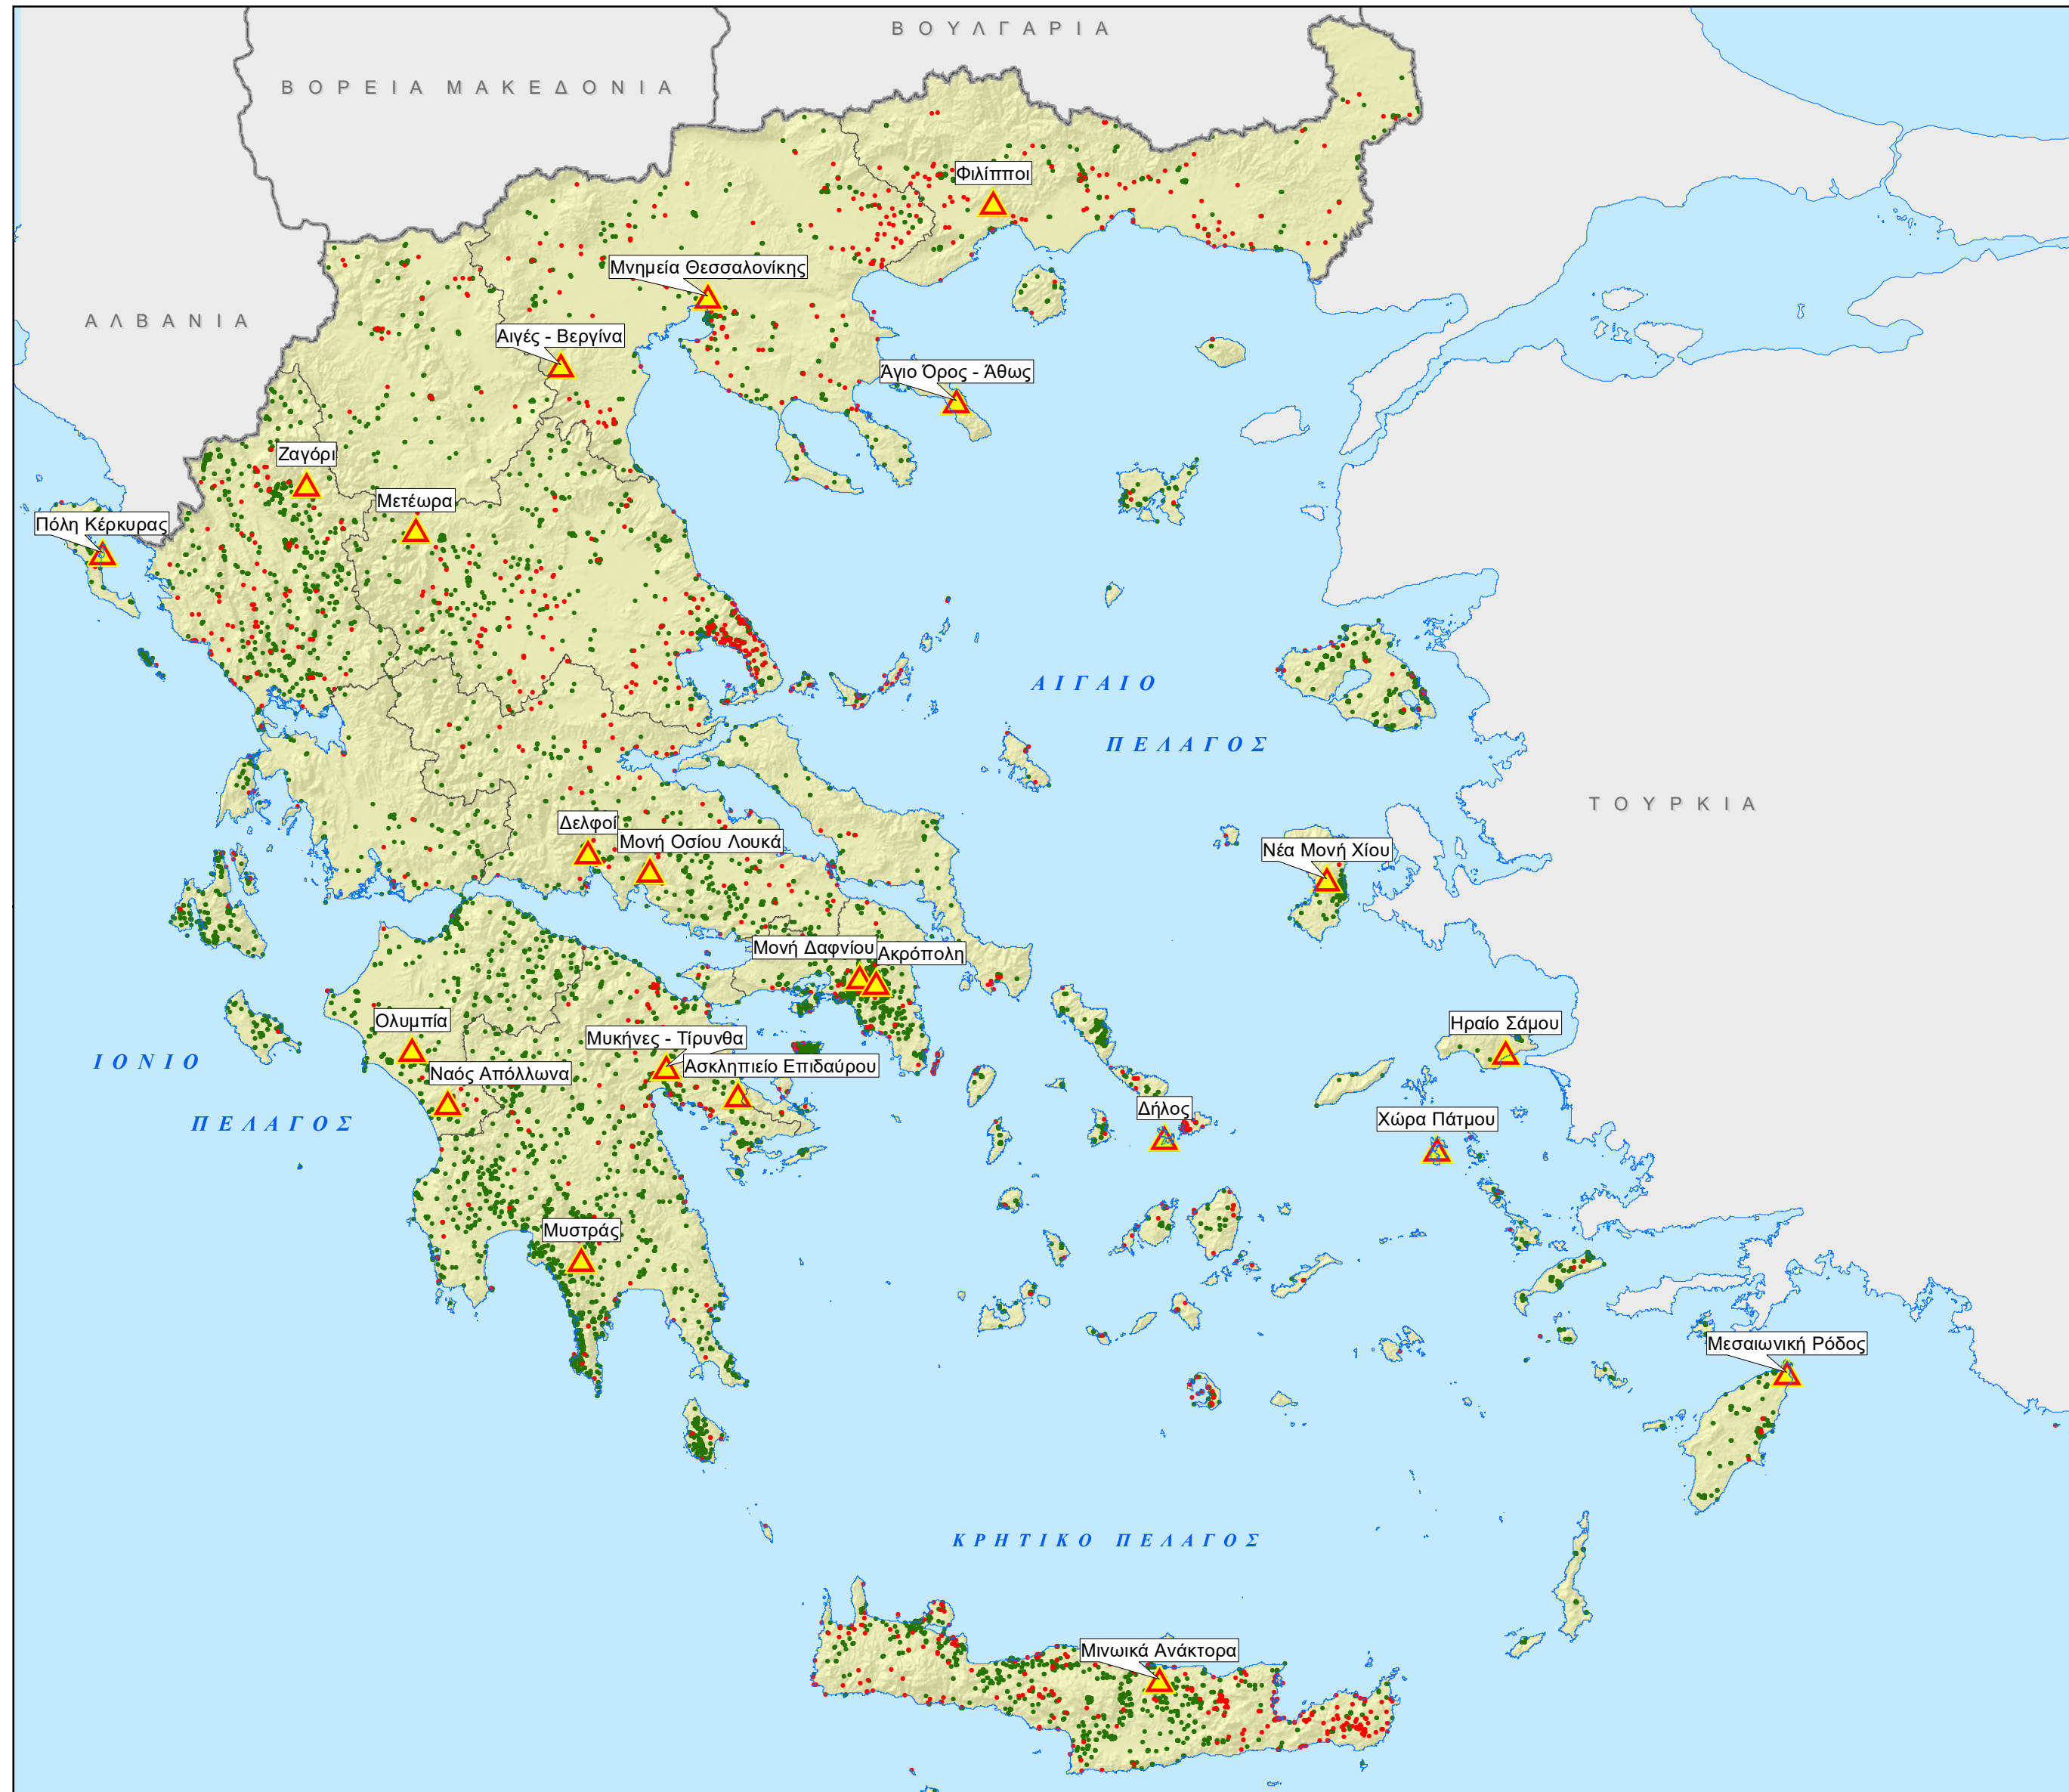 ΒΟΥΛΓΑΡΙΑ
ΒΟΡΕΙΑ ΜΑΚΕΔΟΝΙΑ
Φιλίπποι
Μνημεία Θεσσαλονίκης
ΑΛΒΑΝΙΑ
Αιγές - Βεργίνα
Άγιο Όρος - Άθως
Ζαγόρι
Μετέωρα
Πόλη Κέρκυρας
ΑΙΓΑΙΟ
ΠΕΛΑΓΟΣ
ΤΟΥΡΚΙΑ
Δελφοί
Μονή Οσίου Λουκά
Νέα Μονή Χίου
Μονή Δαφνίου
Ακρόπολη
Ολυμπία
Ηραίο Σάμου
Μυκήνες - Τίρυνθα
ΙΟΝΙΟ
Ασκληπιείο Επιδαύρου
Ναός Απόλλωνα
Δήλος
Χώρα Πάτμου
ΠΕΛΑΓΟΣ
Μυστράς
Μεσαιωνική Ρόδος
ΚΡΗΤΙΚΟ ΠΕΛΑΓΟΣ
Μινωικά Ανάκτορα